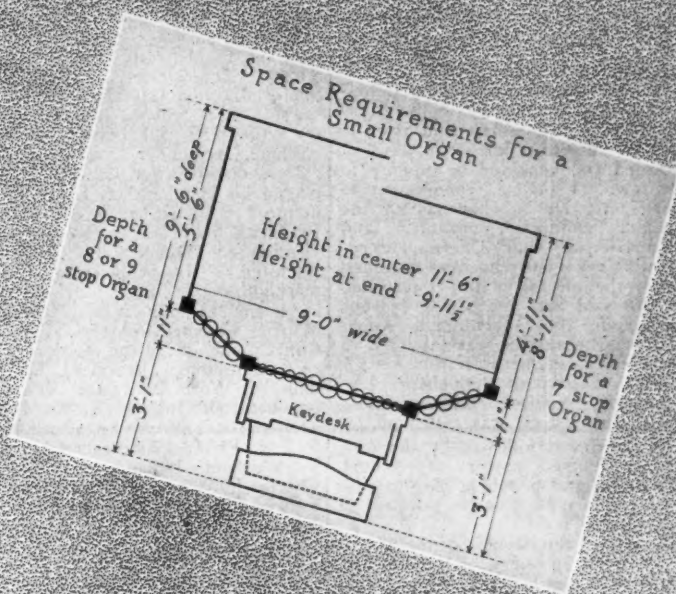 Space Requirements for a
Small Organ
9'-6" deep
5'-6"
Depth
for a
8 or 9
stop Organ
Height in center 11'-6"
Height at end 9'-11½"
9'-0" wide
4'-11"
8'-11"
Depth
for a
7 stop
Organ
11"
11"
Keydesk
3'-1"
3'-1"